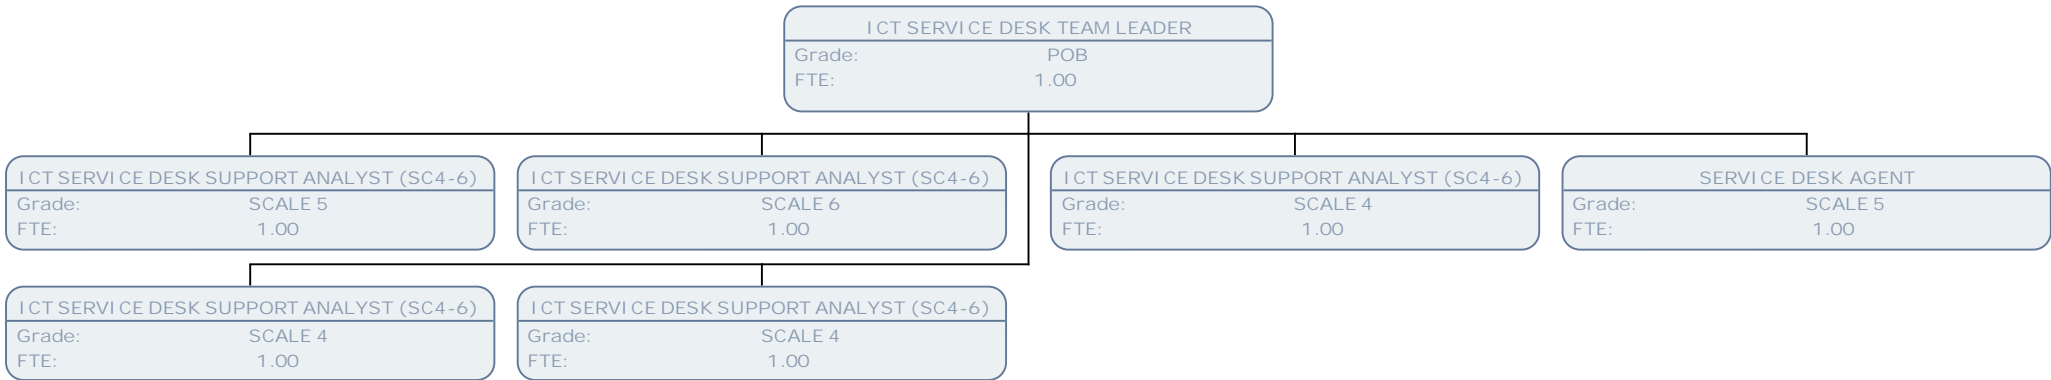 ICT SERVICE DESK TEAM LEADER
Grade: POB
FTE: 1.00
ICT SERVICE DESK SUPPORT ANALYST (SC4-6)
Grade: SCALE 5
FTE: 1.00
ICT SERVICE DESK SUPPORT ANALYST (SC4-6)
Grade: SCALE 6
FTE: 1.00
ICT SERVICE DESK SUPPORT ANALYST (SC4-6)
Grade: SCALE 4
FTE: 1.00
SERVICE DESK AGENT
Grade: SCALE 5
FTE: 1.00
ICT SERVICE DESK SUPPORT ANALYST (SC4-6)
Grade: SCALE 4
FTE: 1.00
ICT SERVICE DESK SUPPORT ANALYST (SC4-6)
Grade: SCALE 4
FTE: 1.00